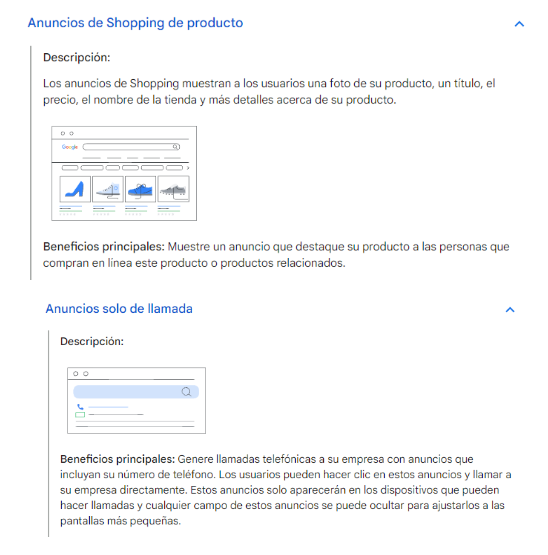 Anuncios de Shopping de producto
Descripción:
Los anuncios de Shopping muestran a los usuarios una foto de su producto, un título, el
precio, el nombre de la tienda y más detalles acerca de su producto.
Google
Beneficios principales: Muestre un anuncio que destaque su producto a las personas que
compran en línea este producto o productos relacionados.
Anuncios solo de llamada
Descripción:
Beneficios principales: Genere llamadas telefónicas a su empresa con anuncios que
incluyan su número de teléfono. Los usuarios pueden hacer clic en estos anuncios y llamar a
su empresa directamente. Estos anuncios solo aparecerán en los dispositivos que pueden
hacer llamadas y cualquier campo de estos anuncios se puede ocultar para ajustarlos a las
pantallas más pequeñas.